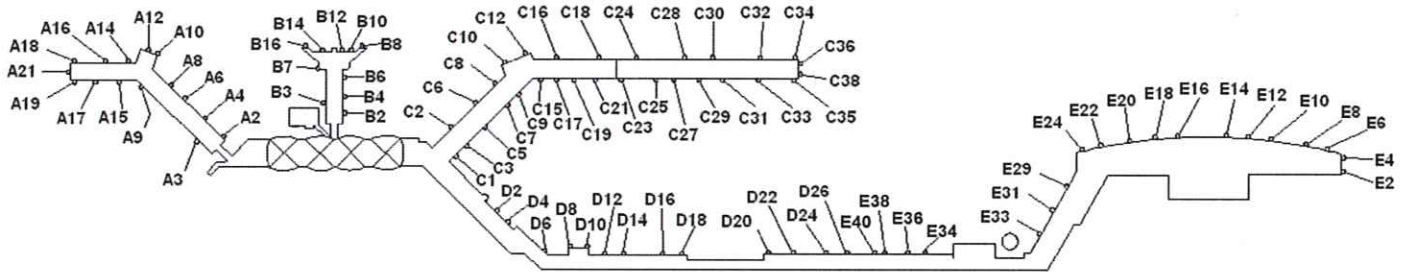 A18
A16
A14
A12
A10
A21
A8
A6
A4
A2
A19
A17
A15
A9
A3
B16
B14
B12
B10
B8
B7
B6
B3
B4
B2
C2
C6
C8
C10
C12
C16
C18
C24
C28
C30
C32
C34
C36
C38
C35
C33
C31
C29
C27
C25
C23
C21
C19
C17
C15
C9
C7
C5
C3
C1
D2
D4
D6
D8
D10
D12
D14
D16
D18
D20
D22
D24
D26
E40
E38
E36
E34
E33
E31
E29
E24
E22
E20
E18
E16
E14
E12
E10
E8
E6
E4
E2